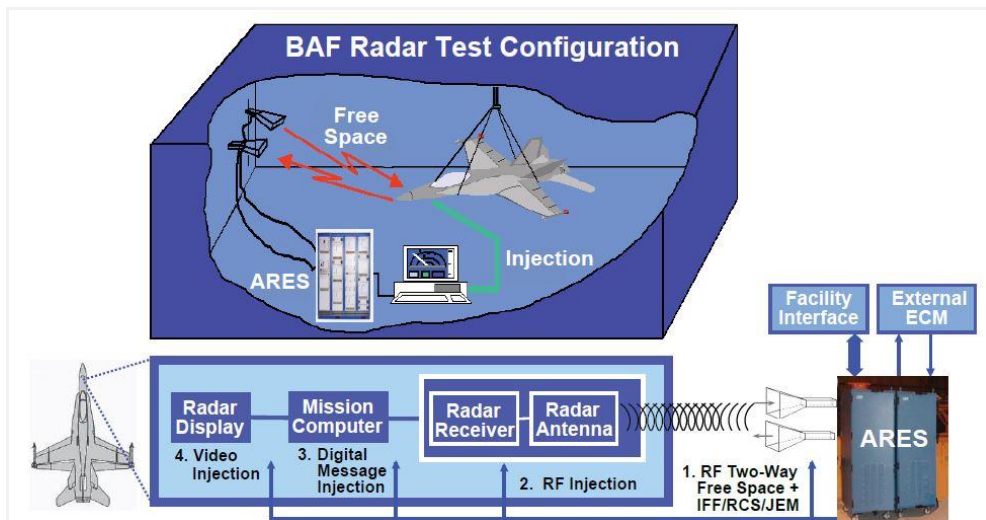 BAF Radar Test Configuration
Free
Space
Injection
ARES
Facility
Interface
External
ECM
Radar
Display
Mission
Computer
Radar
Receiver
Radar
Antenna
ARES
4. Video
Injection
3. Digital
Message
Injection
2. RF Injection
1. RF Two-Way
Free Space +
IFF/RCS/JEM